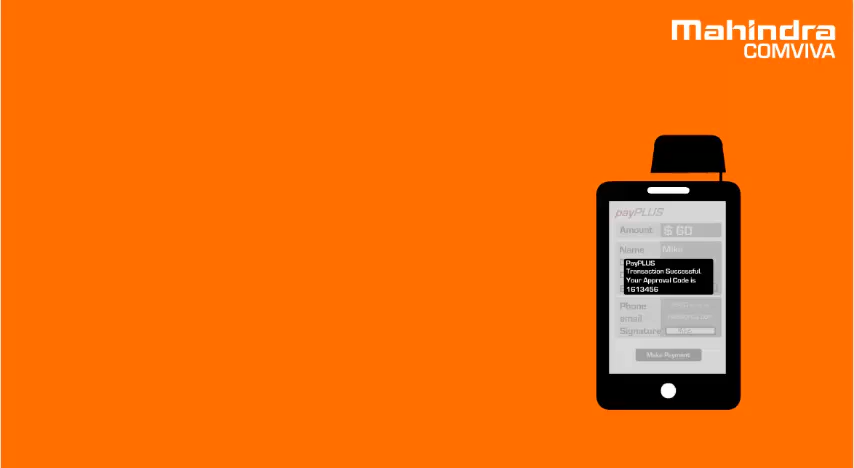 Mahindra
COMVIVA
payPLUS
Amount
$ 60
Name
PayPLUS
Transaction Successful.
Your Approval Code is
1613456
Phone
email
Signature
Make Payment